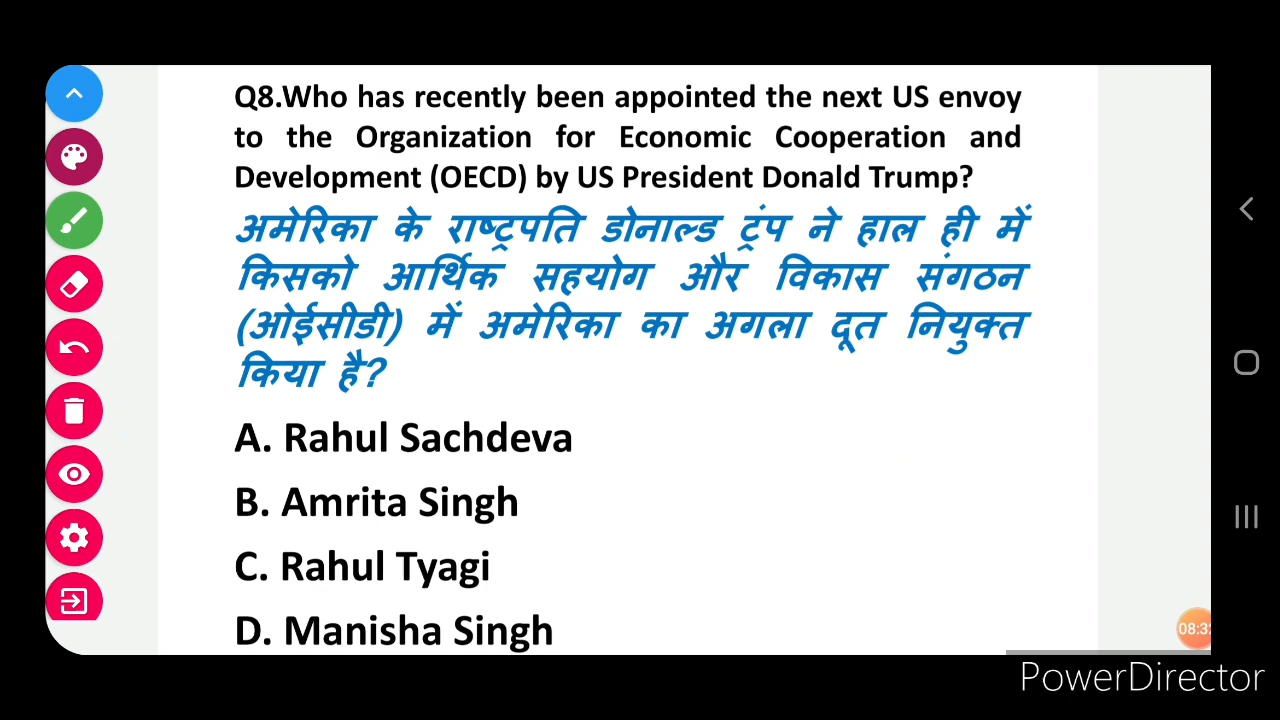 Q8.Who has recently been appointed the next US envoy
to the Organization for Economic Cooperation and
Development (OECD) by US President Donald Trump?
अमेरिका के राष्ट्रपति डोनाल्ड ट्रंप ने हाल ही में
किसको आर्थिक सहयोग और विकास संगठन
(ओईसीडी) में अमेरिका का अगला दूत नियुक्त
किया है?
A. Rahul Sachdeva
B. Amrita Singh
C. Rahul Tyagi
D. Manisha Singh
PowerDirector